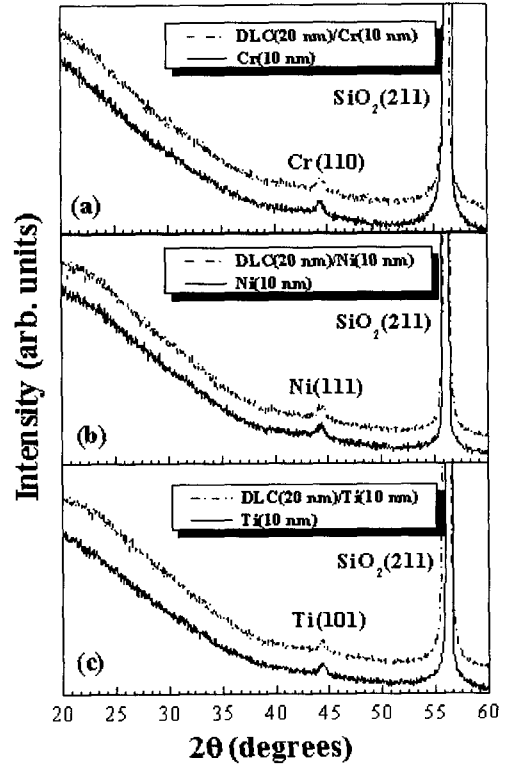 DLC(20 nm)/Cr(10 nm)
Cr(10 nm)
SiO2(211)
Cr(110)
(a)
DLC(20 nm)/Ni(10 nm)
Ni(10 nm)
SiO2(211)
Ni(111)
(b)
DLC(20 nm)/Ti(10 nm)
Ti(10 nm)
SiO2(211)
Ti(101)
(c)
Intensity (arb. units)
20 25 30 35 40 45 50 55 60
2θ (degrees)